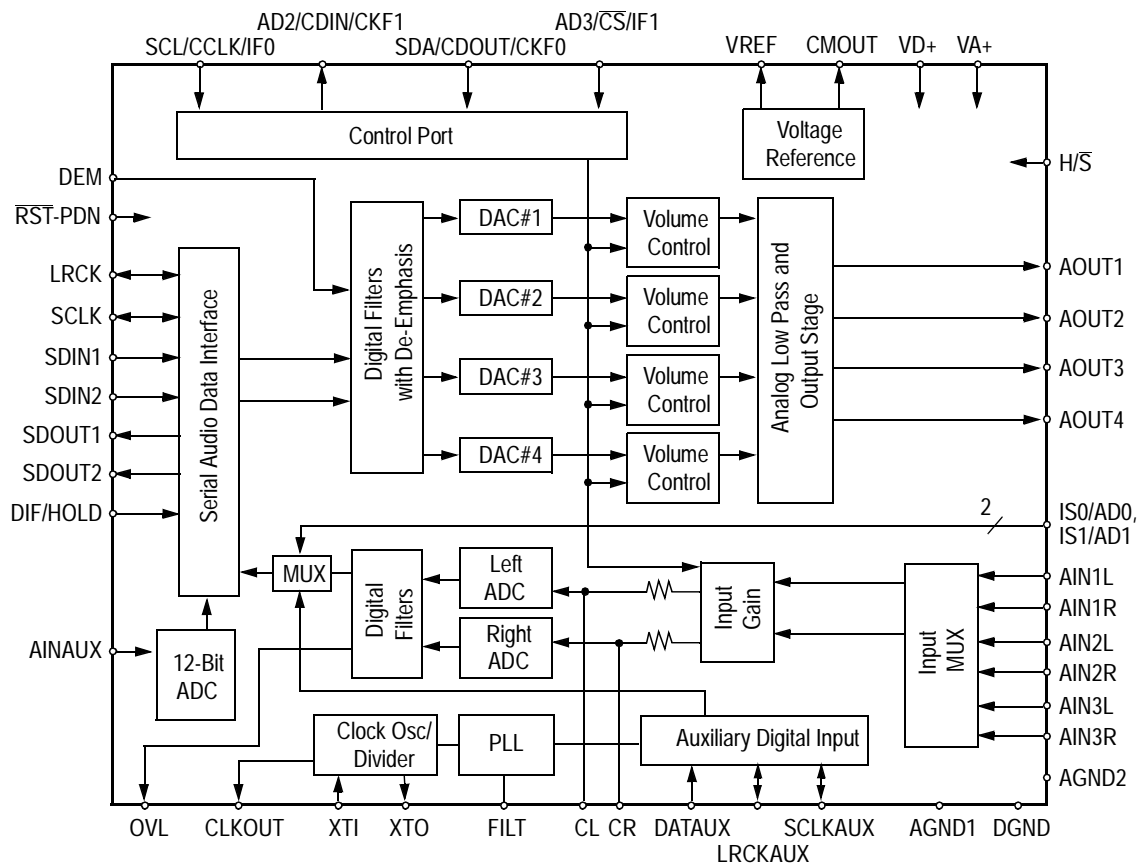 AD2/CDIN/CKF1
AD3/C̅S̅/IF1
SCL/CCLK/IF0
SDA/CDOUT/CKF0
VREF
CMOUT
VD+
VA+
Control Port
Voltage
Reference
H/S̅
DEM
R̅S̅T̅-PDN
LRCK
SCLK
SDIN1
SDIN2
SDOUT1
SDOUT2
DIF/HOLD
Serial Audio Data Interface
Digital Filters
with De-Emphasis
DAC#1
DAC#2
DAC#3
DAC#4
Volume
Control
Volume
Control
Volume
Control
Volume
Control
Analog Low Pass and
Output Stage
AOUT1
AOUT2
AOUT3
AOUT4
2
IS0/AD0,
IS1/AD1
MUX
Digital
Filters
Left
ADC
Right
ADC
Input
Gain
Input
MUX
AIN1L
AIN1R
AIN2L
AIN2R
AIN3L
AIN3R
AINAUX
12-Bit
ADC
Clock Osc/
Divider
PLL
Auxiliary Digital Input
AGND2
OVL
CLKOUT
XTI
XTO
FILT
CL
CR
DATAUX
LRCKAUX
SCLKAUX
AGND1
DGND